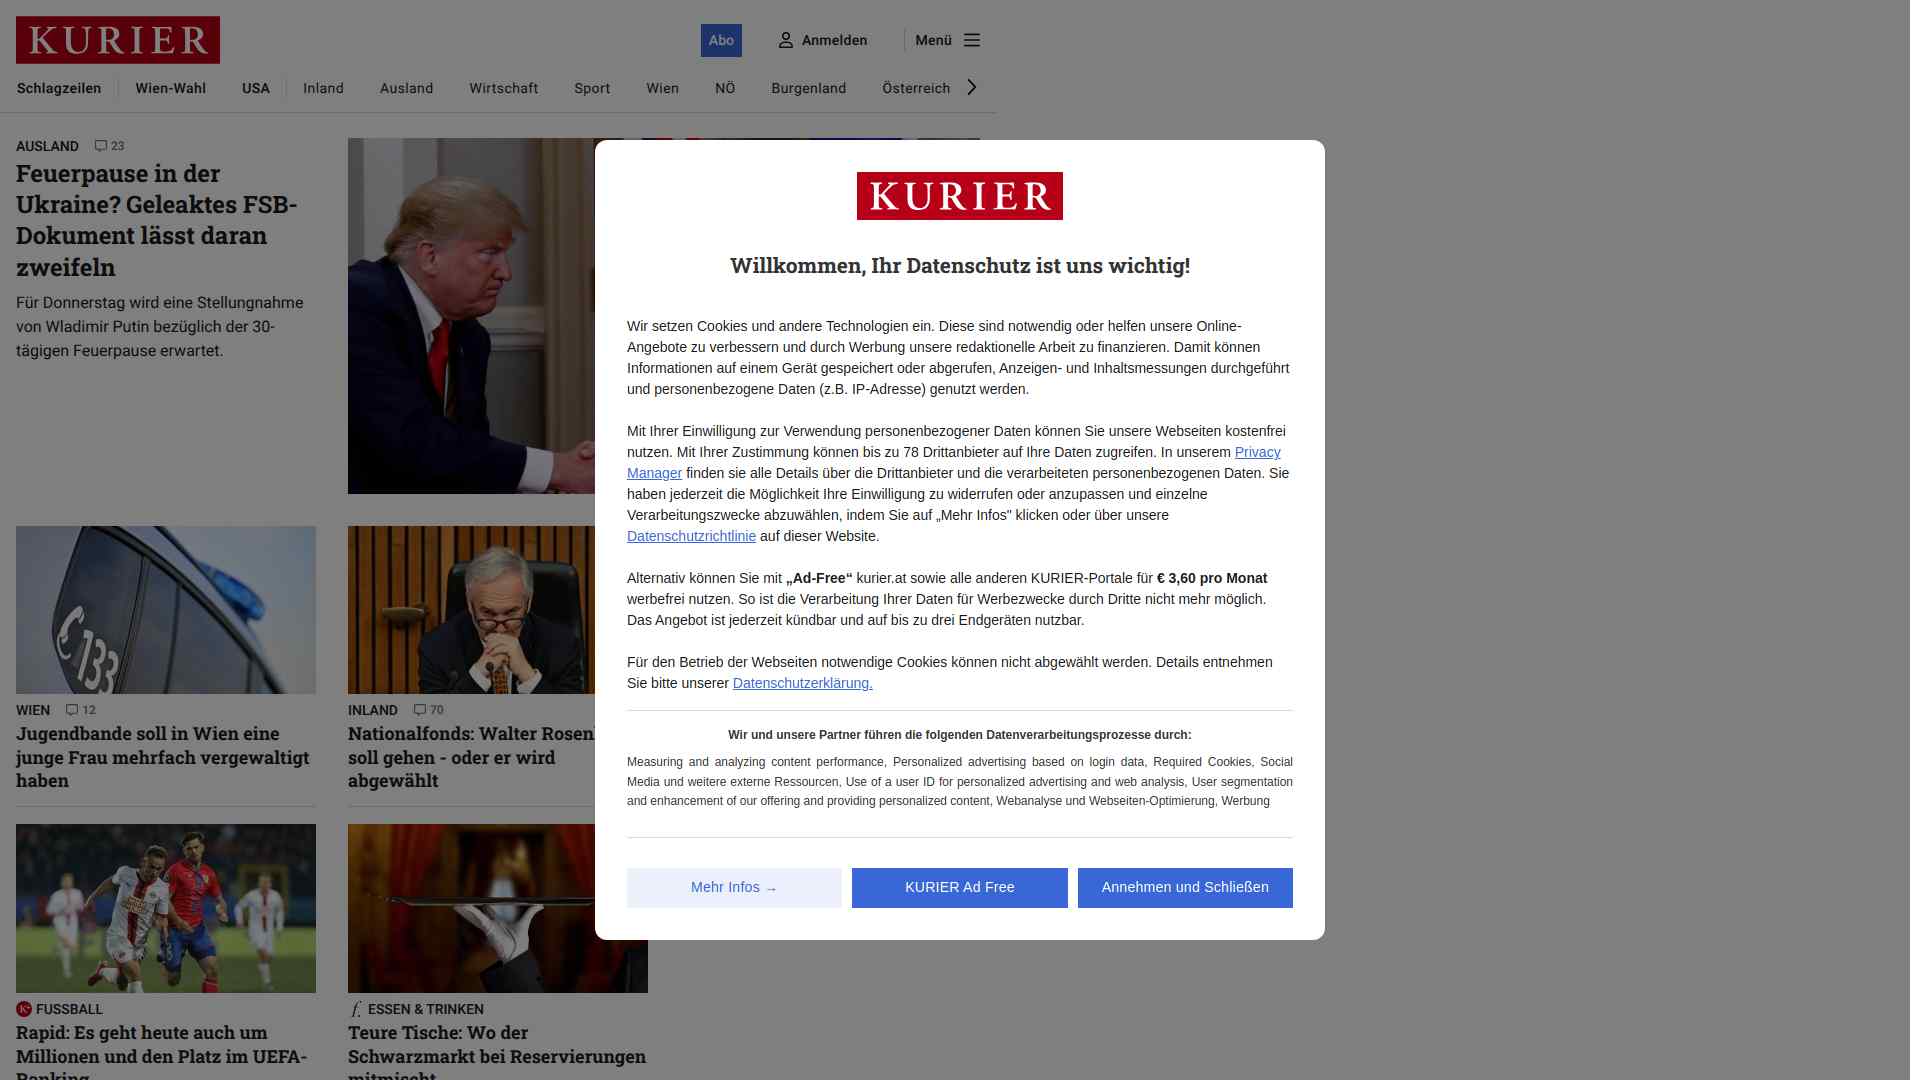 KURIER
Abo
Anmelden
Menü
Schlagzeilen
Wien-Wahl
USA
Inland
Ausland
Wirtschaft
Sport
Wien
NÖ
Burgenland
Österreich
AUSLAND 23
Feuerpause in der
Ukraine? Geleaktes FSB-
Dokument lässt daran
zweifeln
Für Donnerstag wird eine Stellungnahme
von Wladimir Putin bezüglich der 30-
tägigen Feuerpause erwartet.
133
WIEN 12
Jugendbande soll in Wien eine
junge Frau mehrfach vergewaltigt
haben
INLAND 70
Nationalfonds: Walter
soll gehen - oder er wird
abgewählt
FUSSBALL
Rapid: Es geht heute auch um
Millionen und den Platz im UEFA-
Ranking
ESSEN & TRINKEN
Teure Tische: Wo der
Schwarzmarkt bei Reservierungen
mitmischt
KURIER
Willkommen, Ihr Datenschutz ist uns wichtig!
Wir setzen Cookies und andere Technologien ein. Diese sind notwendig oder helfen unsere Online-
Angebote zu verbessern und durch Werbung unsere redaktionelle Arbeit zu finanzieren. Damit können
Informationen auf einem Gerät gespeichert oder abgerufen, Anzeigen- und Inhaltsmessungen durchgeführt
und personenbezogene Daten (z.B. IP-Adresse) genutzt werden.
Mit Ihrer Einwilligung zur Verwendung personenbezogener Daten können Sie unsere Webseiten kostenfrei
nutzen. Mit Ihrer Zustimmung können bis zu 78 Drittanbieter auf Ihre Daten zugreifen. In unserem Privacy
Manager finden sie alle Details über die Drittanbieter und die verarbeiteten personenbezogenen Daten. Sie
haben jederzeit die Möglichkeit Ihre Einwilligung zu widerrufen oder anzupassen und einzelne
Verarbeitungszwecke abzuwählen, indem Sie auf „Mehr Infos" klicken oder über unsere
Datenschutzrichtlinie auf dieser Website.
Alternativ können Sie mit „Ad-Free“ kurier.at sowie alle anderen KURIER-Portale für € 3,60 pro Monat
werbefrei nutzen. So ist die Verarbeitung Ihrer Daten für Werbezwecke durch Dritte nicht mehr möglich.
Das Angebot ist jederzeit kündbar und auf bis zu drei Endgeräten nutzbar.
Für den Betrieb der Webseiten notwendige Cookies können nicht abgewählt werden. Details entnehmen
Sie bitte unserer Datenschutzerklärung.
Wir und unsere Partner führen die folgenden Datenverarbeitungsprozesse durch:
Measuring and analyzing content performance, Personalized advertising based on login data, Required Cookies, Social
Media und weitere externe Ressourcen, Use of a user ID for personalized advertising and web analysis, User segmentation
and enhancement of our offering and providing personalized content, Webanalyse und Webseiten-Optimierung, Werbung
Mehr Infos →
KURIER Ad Free
Annehmen und Schließen